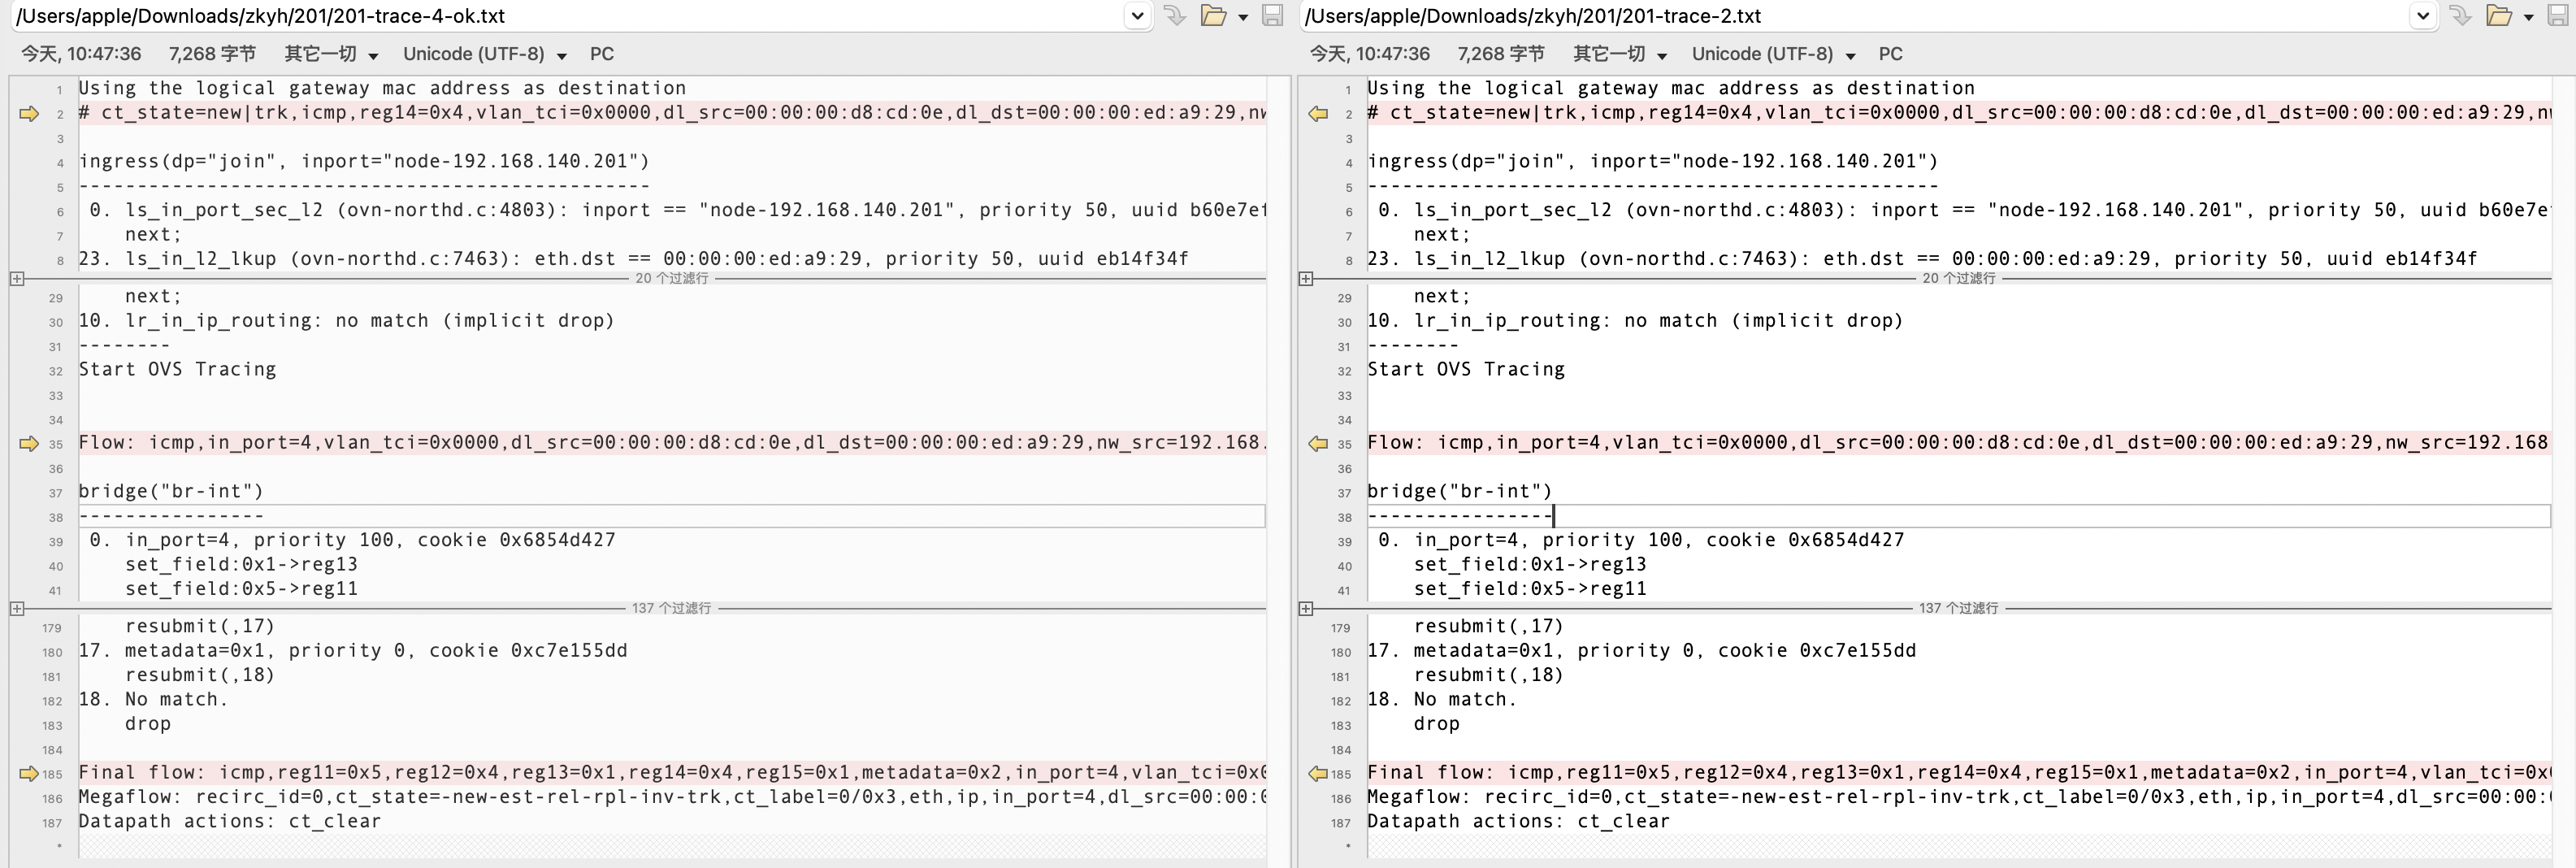 /Users/apple/Downloads/zkyh/201/201-trace-4-ok.txt
今天, 10:47:36 7,268 字节 其它一切 Unicode (UTF-8) PC
1 Using the logical gateway mac address as destination
2 # ct_state=new|trk,icmp,reg14=0x4,vlan_tci=0x0000,dl_src=00:00:00:d8:cd:0e,dl_dst=00:00:00:ed:a9:29,nw
3
4 ingress(dp="join", inport="node-192.168.140.201")
5 -------------------------------------------------
6 0. ls_in_port_sec_l2 (ovn-northd.c:4803): inport == "node-192.168.140.201", priority 50, uuid b60e7ef
7 next;
8 23. ls_in_l2_lkup (ovn-northd.c:7463): eth.dst == 00:00:00:ed:a9:29, priority 50, uuid eb14f34f
20 个过滤行
29 next;
30 10. lr_in_ip_routing: no match (implicit drop)
31 --------
32 Start OVS Tracing
33
34
35 Flow: icmp,in_port=4,vlan_tci=0x0000,dl_src=00:00:00:d8:cd:0e,dl_dst=00:00:00:ed:a9:29,nw_src=192.168.
36
37 bridge("br-int")
38 ----------------
39 0. in_port=4, priority 100, cookie 0x6854d427
40 set_field:0x1->reg13
41 set_field:0x5->reg11
137 个过滤行
179 resubmit(,17)
180 17. metadata=0x1, priority 0, cookie 0xc7e155dd
181 resubmit(,18)
182 18. No match.
183 drop
184
185 Final flow: icmp,reg11=0x5,reg12=0x4,reg13=0x1,reg14=0x4,reg15=0x1,metadata=0x2,in_port=4,vlan_tci=0x0
186 Megaflow: recirc_id=0,ct_state=-new-est-rel-rpl-inv-trk,ct_label=0/0x3,eth,ip,in_port=4,dl_src=00:00:0
187 Datapath actions: ct_clear
/Users/apple/Downloads/zkyh/201/201-trace-2.txt
今天, 10:47:36 7,268 字节 其它一切 Unicode (UTF-8) PC
1 Using the logical gateway mac address as destination
2 # ct_state=new|trk,icmp,reg14=0x4,vlan_tci=0x0000,dl_src=00:00:00:d8:cd:0e,dl_dst=00:00:00:ed:a9:29,nw
3
4 ingress(dp="join", inport="node-192.168.140.201")
5 -------------------------------------------------
6 0. ls_in_port_sec_l2 (ovn-northd.c:4803): inport == "node-192.168.140.201", priority 50, uuid b60e7e
7 next;
8 23. ls_in_l2_lkup (ovn-northd.c:7463): eth.dst == 00:00:00:ed:a9:29, priority 50, uuid eb14f34f
20 个过滤行
29 next;
30 10. lr_in_ip_routing: no match (implicit drop)
31 --------
32 Start OVS Tracing
33
34
35 Flow: icmp,in_port=4,vlan_tci=0x0000,dl_src=00:00:00:d8:cd:0e,dl_dst=00:00:00:ed:a9:29,nw_src=192.168
36
37 bridge("br-int")
38 ----------------
39 0. in_port=4, priority 100, cookie 0x6854d427
40 set_field:0x1->reg13
41 set_field:0x5->reg11
137 个过滤行
179 resubmit(,17)
180 17. metadata=0x1, priority 0, cookie 0xc7e155dd
181 resubmit(,18)
182 18. No match.
183 drop
184
185 Final flow: icmp,reg11=0x5,reg12=0x4,reg13=0x1,reg14=0x4,reg15=0x1,metadata=0x2,in_port=4,vlan_tci=0x
186 Megaflow: recirc_id=0,ct_state=-new-est-rel-rpl-inv-trk,ct_label=0/0x3,eth,ip,in_port=4,dl_src=00:00:
187 Datapath actions: ct_clear